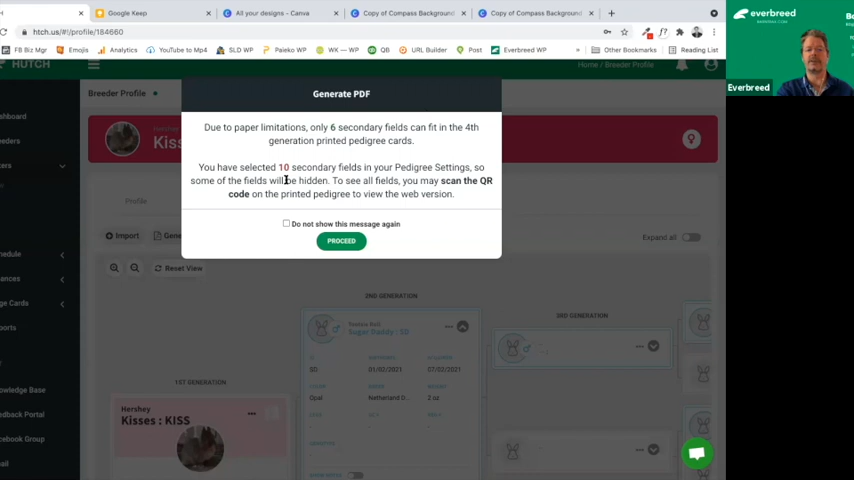 Google Keep
All your designs - Canva
Copy of Compass Background
Copy of Compass Background
htch.us/#!/profile/184660
FB Biz Mgr
Emojis
Analytics
YouTube to Mp4
SLD WP
Paleko WP
WK — WP
QB
URL Builder
Post
Everbreed WP
Other Bookmarks
Reading List
everbreed
Everbreed
HUTCH
Home / Breeder Profile
Breeder Profile
Hershey
Kiss
Generate PDF
Due to paper limitations, only 6 secondary fields can fit in the 4th
generation printed pedigree cards.
You have selected 10 secondary fields in your Pedigree Settings, so
some of the fields will be hidden. To see all fields, you may scan the QR
code on the printed pedigree to view the web version.
Do not show this message again
PROCEED
Profile
Import
Gene
Expand all
Reset View
2ND GENERATION
3RD GENERATION
1ST GENERATION
Sugar Daddy : SD
SD
01/02/2021
07/02/2021
Opal
Netherland D...
2 oz
Hershey
Kisses : KISS